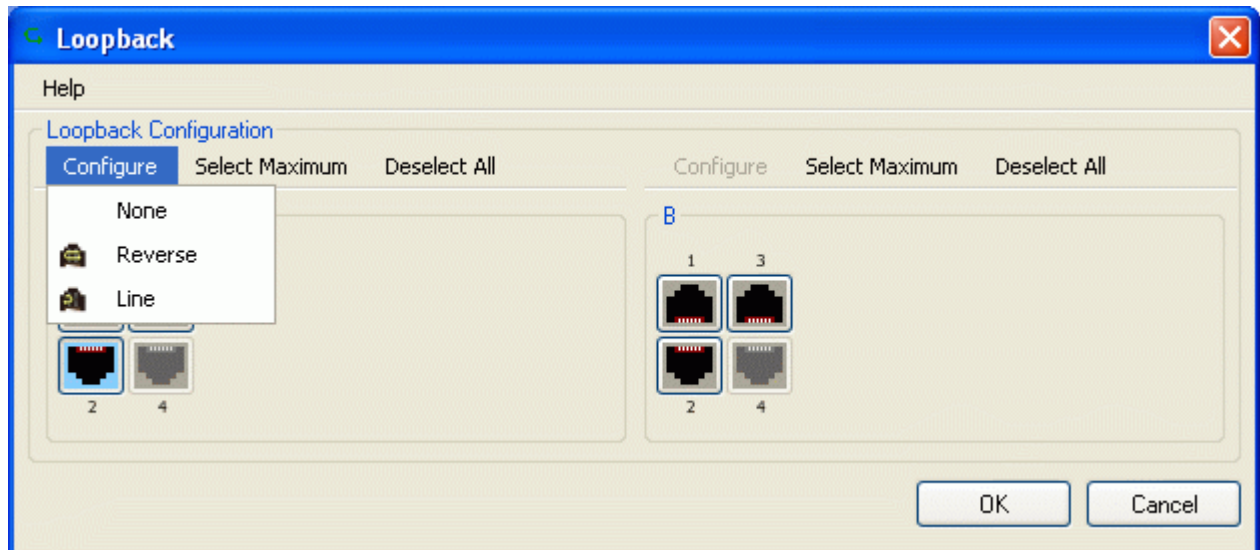 Loopback
Help
Loopback Configuration
Configure Select Maximum Deselect All Configure Select Maximum Deselect All
None
Reverse
Line
B
1 3
2 4
2 4
OK Cancel